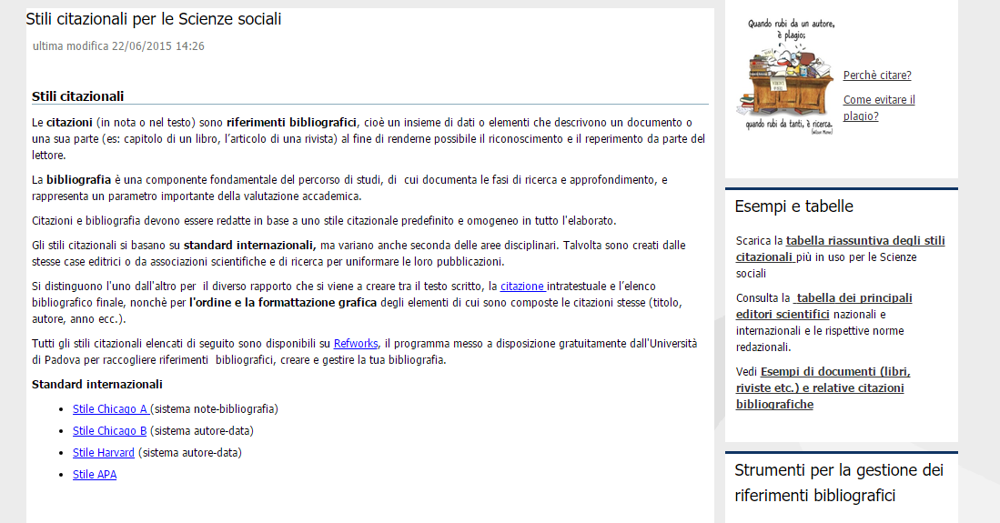 Stili citazionali per le Scienze sociali
ultima modifica 22/06/2015 14:26
Stili citazionali
Le citazioni (in nota o nel testo) sono riferimenti bibliografici, cioè un insieme di dati o elementi che descrivono un documento o
una sua parte (es: capitolo di un libro, l'articolo di una rivista) al fine di renderne possibile il riconoscimento e il reperimento da parte del
lettore.
La bibliografia è una componente fondamentale del percorso di studi, di  cui documenta le fasi di ricerca e approfondimento, e
rappresenta un parametro importante della valutazione accademica.
Citazioni e bibliografia devono essere redatte in base a uno stile citazionale predefinito e omogeneo in tutto l'elaborato.
Gli stili citazionali si basano su standard internazionali, ma variano anche seconda delle aree disciplinari. Talvolta sono creati dalle
stesse case editrici o da associazioni scientifiche e di ricerca per uniformare le loro pubblicazioni.
Si distinguono l'uno dall'altro per  il diverso rapporto che si viene a creare tra il testo scritto, la citazione intratestuale e l'elenco
bibliografico finale, nonchè per l'ordine e la formattazione grafica degli elementi di cui sono composte le citazioni stesse (titolo,
autore, anno ecc.).
Tutti gli stili citazionali elencati di seguito sono disponibili su Refworks, il programma messo a disposizione gratuitamente dall'Università
di Padova per raccogliere riferimenti  bibliografici, creare e gestire la tua bibliografia.
Standard internazionali
• Stile Chicago A (sistema note-bibliografia)
• Stile Chicago B (sistema autore-data)
• Stile Harvard (sistema autore-data)
• Stile APA
Quando rubi da un autore,
è plagio;
quando rubi da tanti, è ricerca.
Perchè citare?
Come evitare il
plagio?
Esempi e tabelle
Scarica la tabella riassuntiva degli stili
citazionali più in uso per le Scienze
sociali
Consulta la  tabella dei principali
editori scientifici nazionali e
internazionali e le rispettive norme
redazionali.
Vedi Esempi di documenti (libri,
riviste etc.) e relative citazioni
bibliografiche
Strumenti per la gestione dei
riferimenti bibliografici